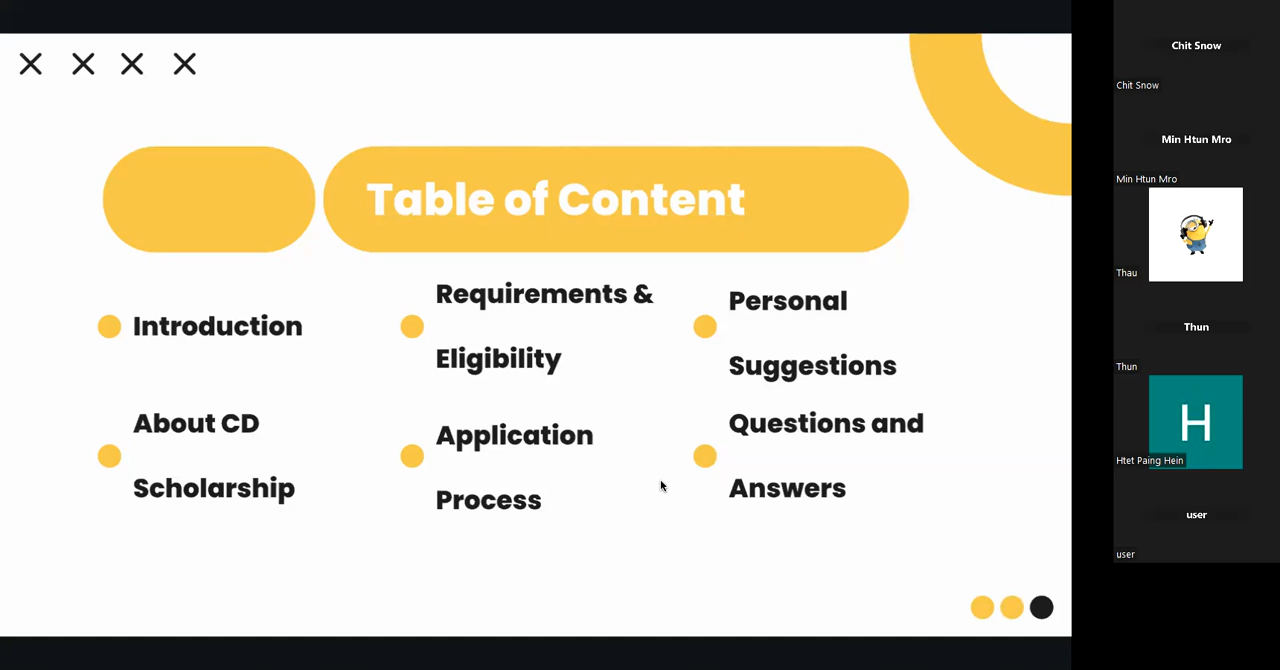 Table of Content
Introduction
About CD
Scholarship
Requirements &
Eligibility
Application
Process
Personal
Suggestions
Questions and
Answers
Chit Snow
Chit Snow
Min Htun Mro
Min Htun Mro
Thau
Thun
Thun
H
Htet Paing Hein
user
user